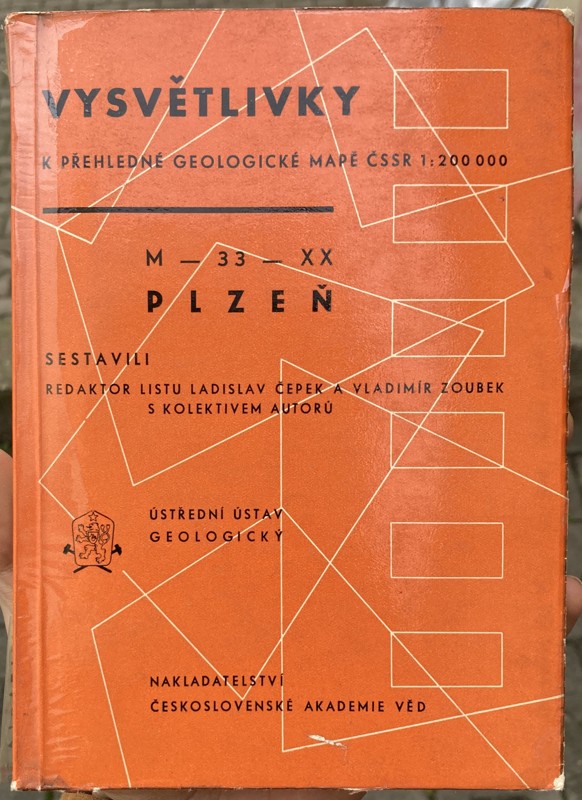 VYSVĚTLIVKY
K PŘEHLEDNÉ GEOLOGICKÉ MAPĚ ČSSR 1:200 000
M — 33 — XX
PLZEŇ
SESTAVILI
REDAKTOR LISTU LADISLAV ČEPEK A VLADIMÍR ZOUBEK
S KOLEKTIVEM AUTORŮ
ÚSTŘEDNÍ ÚSTAV
GEOLOGICKÝ
NAKLADATELSTVÍ
ČESKOSLOVENSKÉ AKADEMIE VĚD